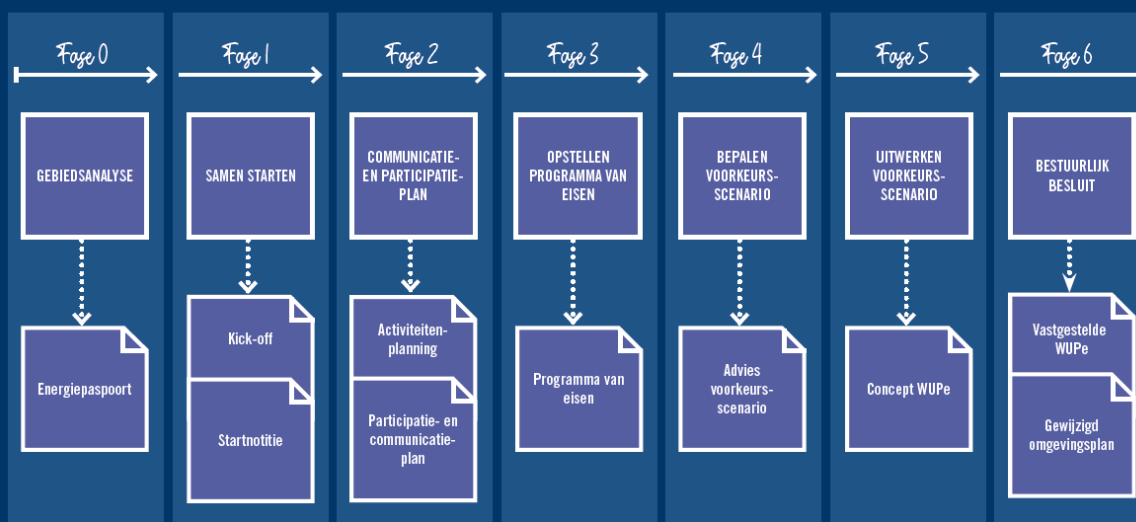 Fase 0
GEBIEDSANALYSE
Energiepaspoort
Fase 1
SAMEN STARTEN
Kick-off
Startnotitie
Fase 2
COMMUNICATIE-
EN PARTICIPATIE-
PLAN
Activiteiten-
planning
Participatie- en
communicatie-
plan
Fase 3
OPSTELLEN
PROGRAMMA VAN
EISEN
Programma van
eisen
Fase 4
BEPALEN
VOORKEURS-
SCENARIO
Advies
voorkeurs-
scenario
Fase 5
UITWERKEN
VOORKEURS-
SCENARIO
Concept WUPe
Fase 6
BESTUURLIJK
BESLUIT
Vastgestelde
WUPe
Gewijzigd
omgevingsplan